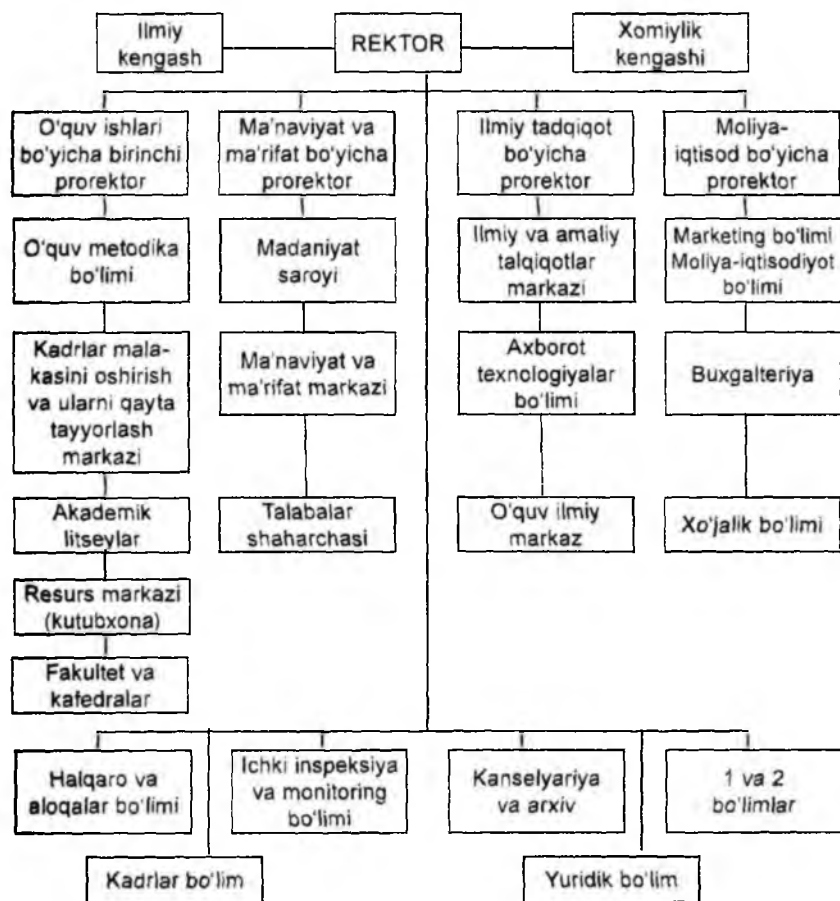 Ilmiy
kengash
REKTOR
Xomiylik
kengashi
O'quv ishlari
bo'yicha birinchi
prorektor
Ma'naviyat va
ma'rifat bo'yicha
prorektor
Ilmiy tadqiqot
bo'yicha
prorektor
Moliya-
iqtisod bo'yicha
prorektor
O'quv metodika
bo'limi
Madaniyat
saroyi
Ilmiy va amaliy
talqiqotlar
markazi
Marketing bo'limi
Moliya-iqtisodiyot
bo'limi
Kadrlar mala-
kasini oshirish
va ularni qayta
tayyorlash
markazi
Ma'naviyat va
ma'rifat markazi
Axborot
texnologiyalar
bo'limi
Buxgalteriya
Akademik
litseylar
Talabalar
shaharchasi
O'quv ilmiy
markaz
Xo'jalik bo'limi
Resurs markazi
(kutubxona)
Fakultet va
kafedralar
Halqaro va
aloqalar bo'limi
Ichki inspeksiya
va monitoring
bo'limi
Kanselyariya
va arxiv
1 va 2
bo'limlar
Kadrlar bo'lim
Yuridik bo'lim